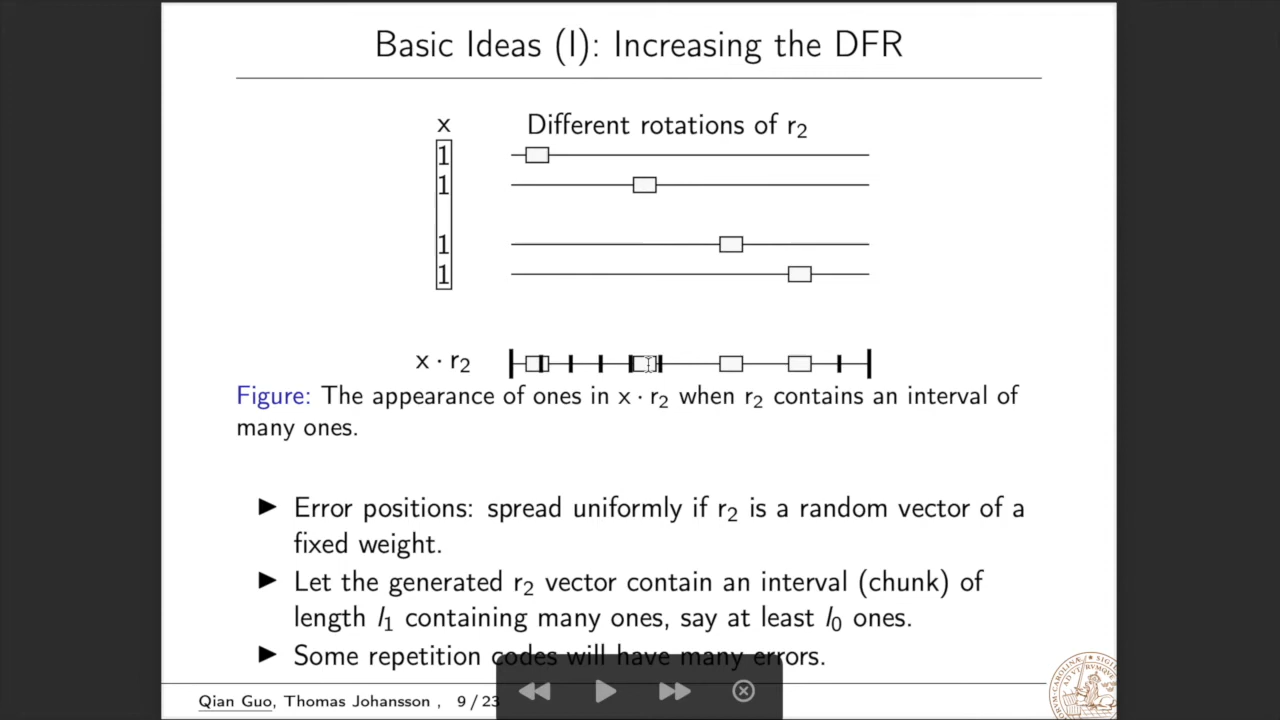 Basic Ideas (I): Increasing the DFR
x Different rotations of r₂
1
1
1
1
x · r₂
Figure: The appearance of ones in x · r₂ when r₂ contains an interval of
many ones.
▶ Error positions: spread uniformly if r₂ is a random vector of a
fixed weight.
▶ Let the generated r₂ vector contain an interval (chunk) of
length l₁ containing many ones, say at least l₀ ones.
▶ Some repetition codes will have many errors.
Qian Guo, Thomas Johansson , 9/23